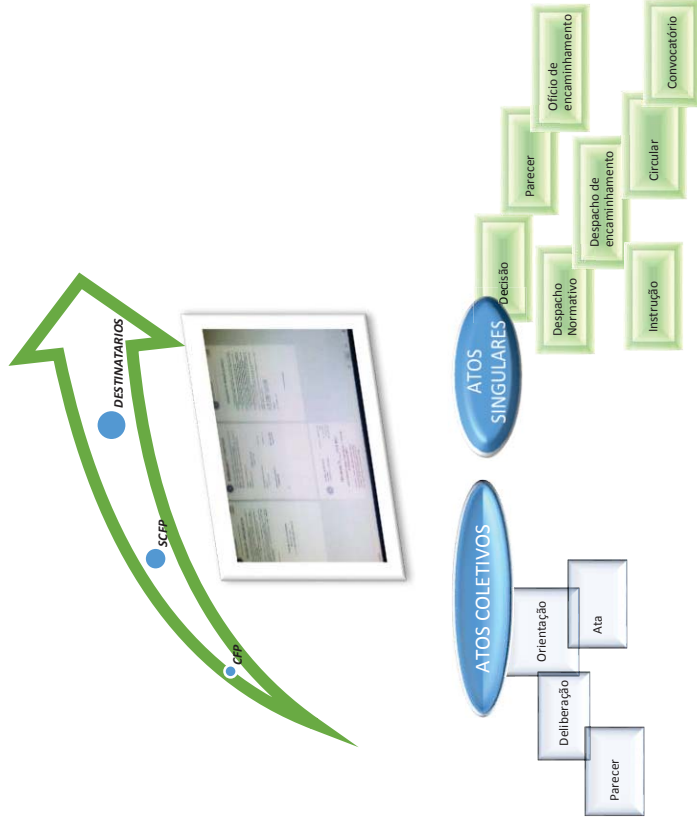 CFP
SCFP
DESTINATARIOS
ATOS COLETIVOS
Parecer
Deliberação
Orientação
Ata
ATOS
SINGULARES
Decisão
Parecer
Ofício de
encaminhamento
Despacho
Normativo
Despacho de
encaminhamento
Instrução
Circular
Convocatório